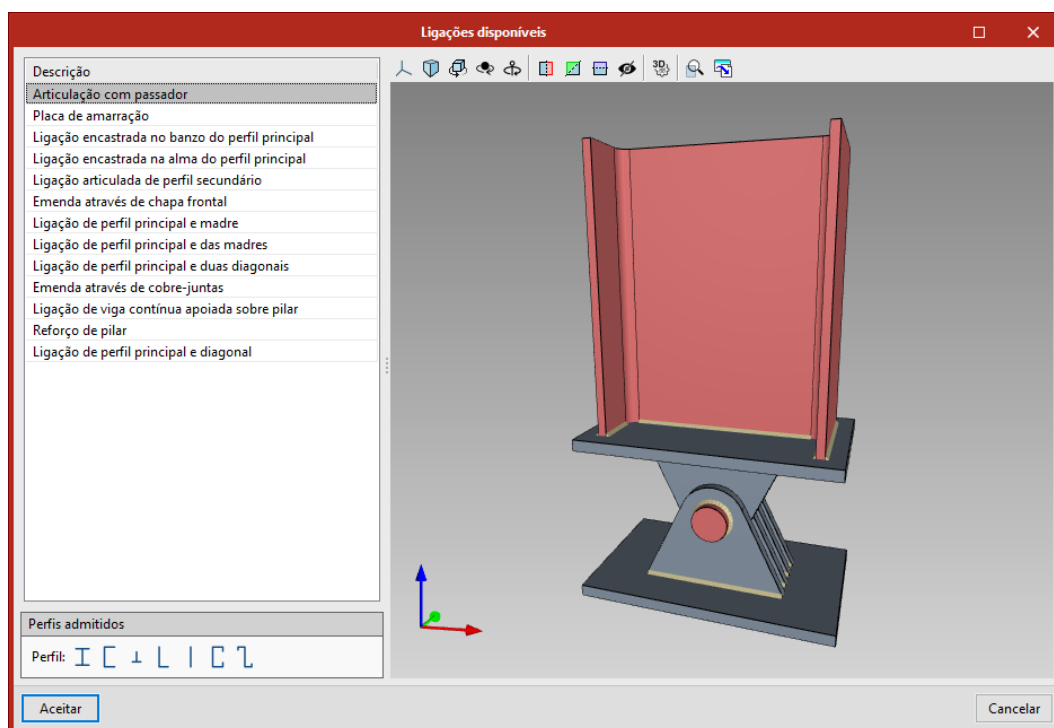 Ligações disponíveis
Descrição
Articulação com passador
Placa de amarração
Ligação encastrada no banzo do perfil principal
Ligação encastrada na alma do perfil principal
Ligação articulada de perfil secundário
Emenda através de chapa frontal
Ligação de perfil principal e madre
Ligação de perfil principal e das madres
Ligação de perfil principal e duas diagonais
Emenda através de cobre-juntas
Ligação de viga contínua apoiada sobre pilar
Reforço de pilar
Ligação de perfil principal e diagonal
3D
Perfis admitidos
Perfil:
Aceitar
Cancelar